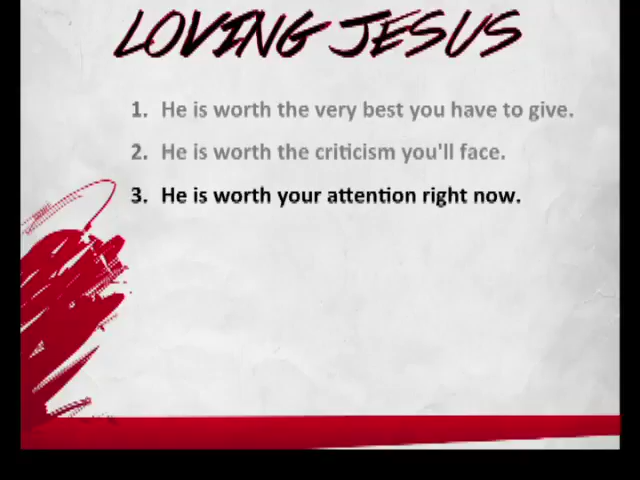 LOVING JESUS
1. He is worth the very best you have to give.
2. He is worth the criticism you'll face.
3. He is worth your attention right now.